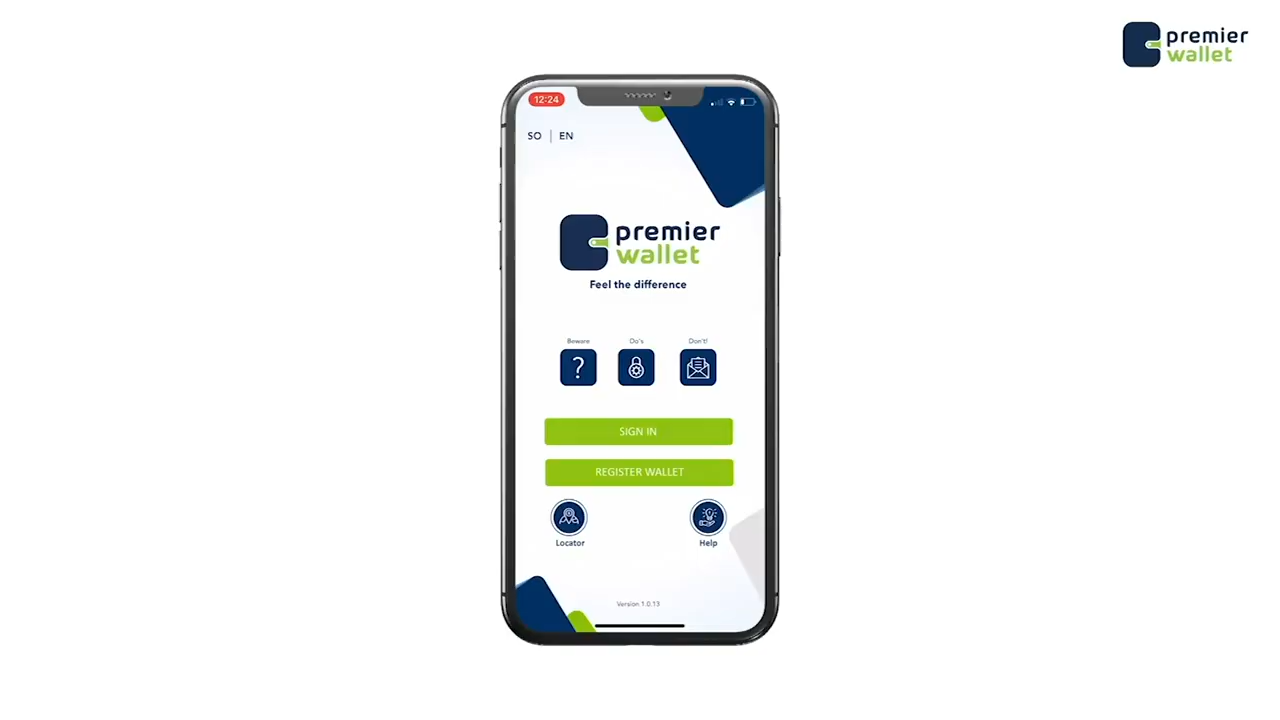 premier
wallet
12:24
SO | EN
premier
wallet
Feel the difference
Beware
Do's
Don't!
SIGN IN
REGISTER WALLET
Locator
Help
Version 1.0.13